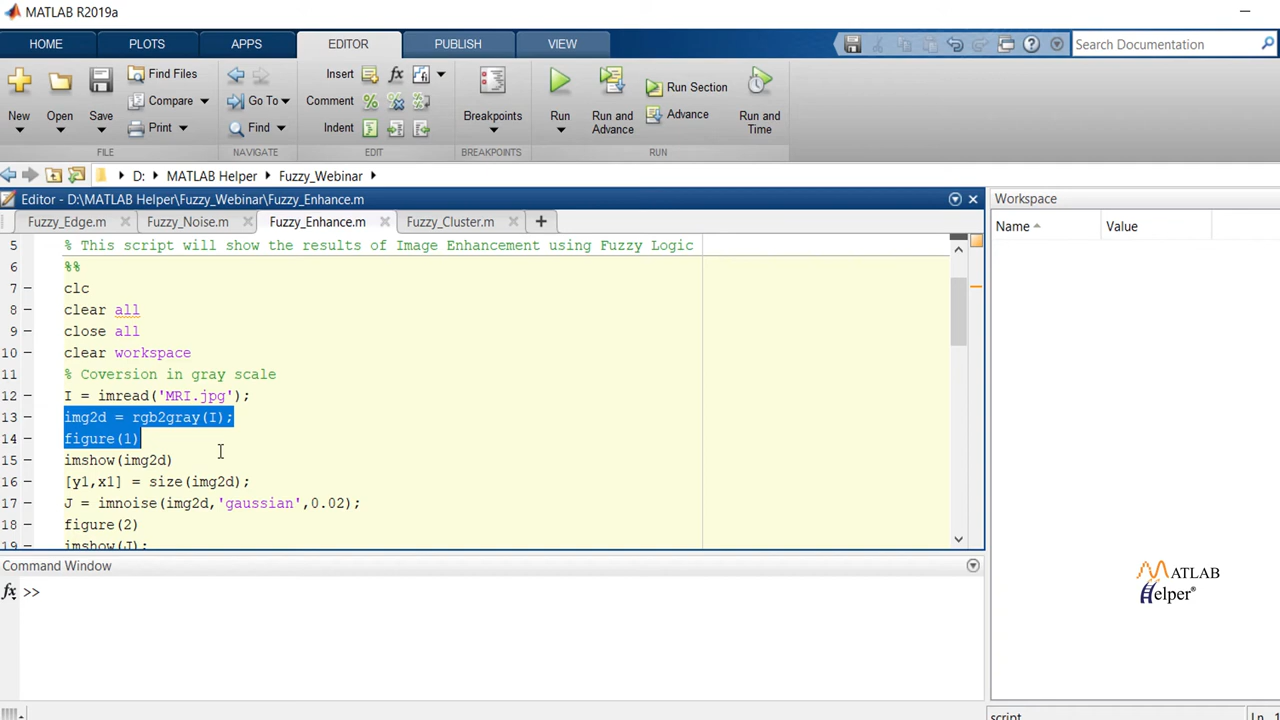 MATLAB R2019a
HOME PLOTS APPS EDITOR PUBLISH VIEW Search Documentation
New Open Save Find Files Compare Print
Insert fx
Comment
Indent
Go To
Find
Breakpoints
Run
Run and Advance
Run Section
Advance
Run and Time
FILE NAVIGATE EDIT BREAKPOINTS RUN
D: MATLAB Helper Fuzzy_Webinar
Editor - D:\MATLAB Helper\Fuzzy_Webinar\Fuzzy_Enhance.m
Fuzzy_Edge.m Fuzzy_Noise.m Fuzzy_Enhance.m Fuzzy_Cluster.m
5 % This script will show the results of Image Enhancement using Fuzzy Logic
6 %%
7 clc
8 clear all
9 close all
10 clear workspace
11 % Coversion in gray scale
12 I = imread('MRI.jpg');
13 img2d = rgb2gray(I);
14 figure(1)
15 imshow(img2d)
16 [y1,x1] = size(img2d);
17 J = imnoise(img2d,'gaussian',0.02);
18 figure(2)
19 imshow(J);
Command Window
fx >>
Workspace
Name Value
MATLAB
Helper®
script Ln